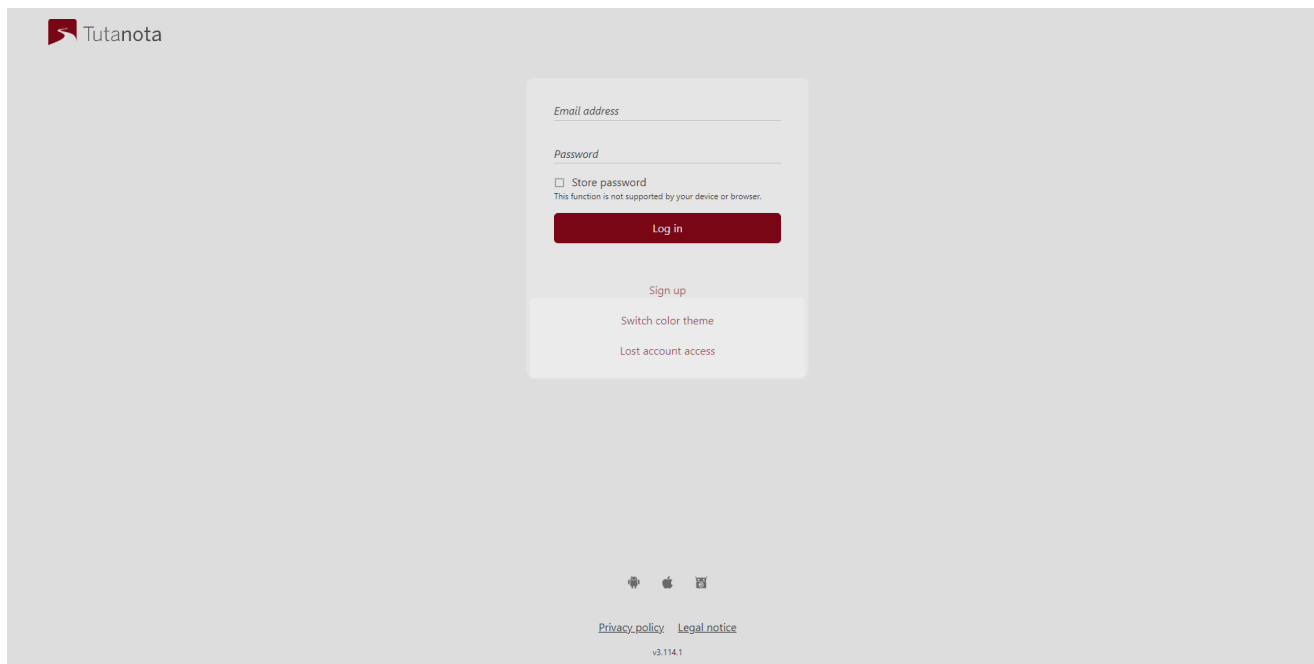 Tutanota
Email address
Password
Store password
This function is not supported by your device or browser.
Log in
Sign up
Switch color theme
Lost account access
Privacy policy Legal notice
v3.114.1